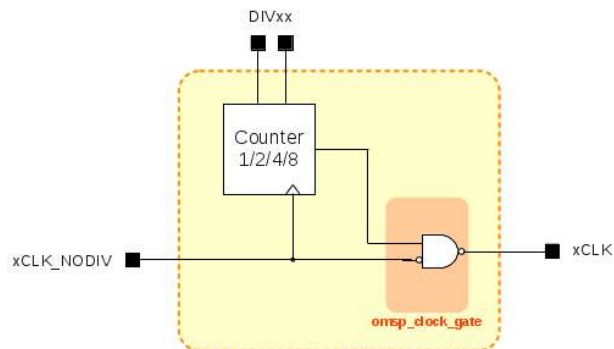 DIVxx
Counter
1/2/4/8
xCLK_NODIV
xCLK
omsp_clock_gate